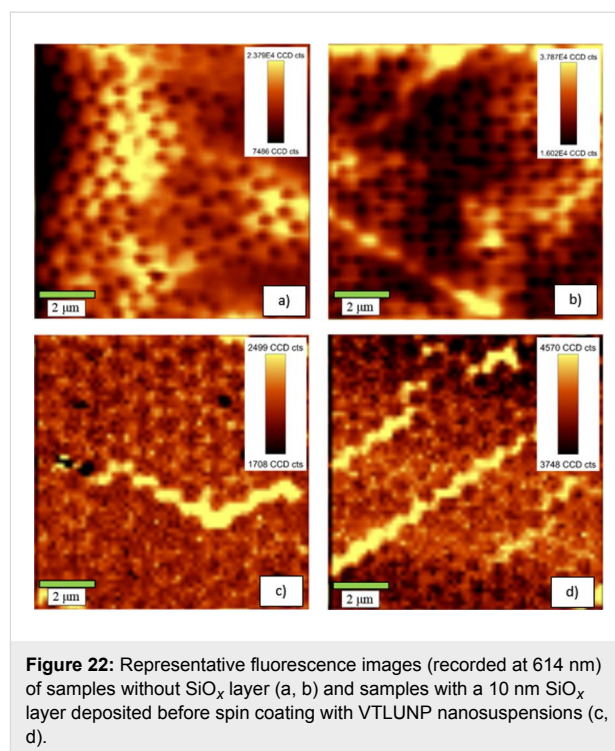 2.379E4 CCD cts
7486 CCD cts
2 μm
a)
3.787E4 CCD cts
1.602E4 CCD cts
2 μm
b)
2499 CCD cts
1708 CCD cts
2 μm
c)
4570 CCD cts
3748 CCD cts
2 μm
d)
Figure 22: Representative fluorescence images (recorded at 614 nm)
of samples without SiOx layer (a, b) and samples with a 10 nm SiOx
layer deposited before spin coating with VTLUNP nanosuspensions (c,
d).